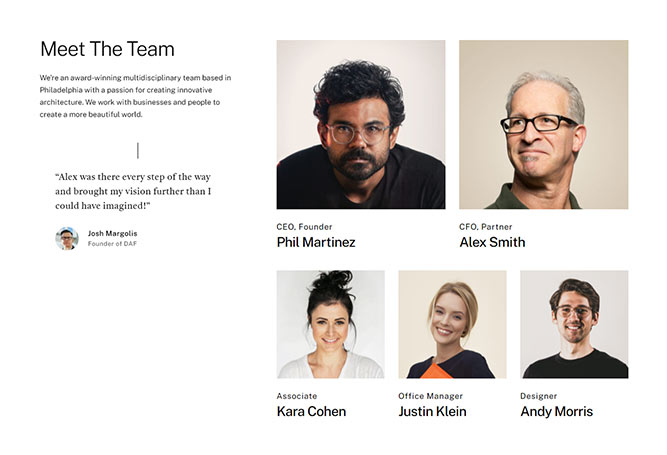 Meet The Team
We're an award-winning multidisciplinary team based in
Philadelphia with a passion for creating innovative
architecture. We work with businesses and people to
create a more beautiful world.
“Alex was there every step of the way
and brought my vision further than I
could have imagined!”
Josh Margolis
Founder of DAF
CEO, Founder
Phil Martinez
CFO, Partner
Alex Smith
Associate
Kara Cohen
Office Manager
Justin Klein
Designer
Andy Morris